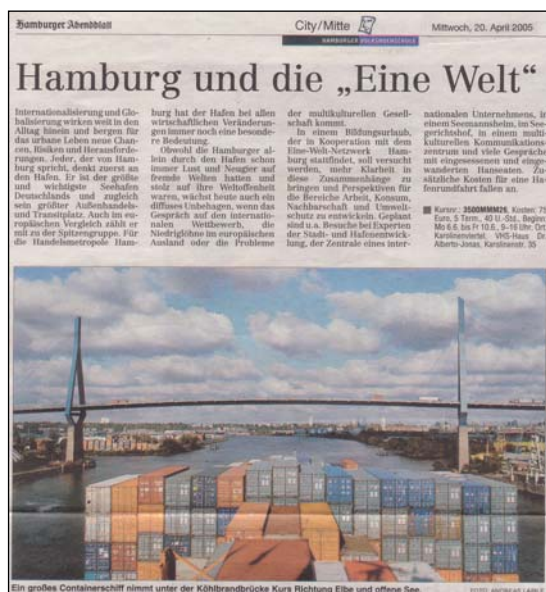 Hamburger Abendblatt
City/Mitte
Mittwoch, 20. April 2005
HAMBURGER VOLKSHOCHSCHULE
Hamburg und die „Eine Welt“
Internationalisierung und Glo-
balisierung wirken weit in den
Alltag hinein und bergen für
das urbane Leben neue Chan-
cen, Risiken und Herausforde-
rungen. Jeder, der von Ham-
burg spricht, denkt zuerst an
den Hafen. Er ist der größte
und wichtigste Seehafen
Deutschlands und zugleich
sein größter Außenhandels-
und Transitplatz. Auch im eu-
ropäischen Vergleich zählt er
mit zu der Spitzengruppe. Für
die Handelsmetropole Ham-
burg hat der Hafen bei allen
wirtschaftlichen Veränderun-
gen immer noch eine besonde-
re Bedeutung.
Obwohl die Hamburger al-
lein durch den Hafen schon
immer Lust und Neugier auf
fremde Welten hatten und
stolz auf ihre Weltoffenheit
waren, wächst heute auch ein
diffuses Unbehagen, wenn das
Gespräch auf den internatio-
nalen Wettbewerb, die
Niedriglöhne im europäischen
Ausland oder die Probleme
der multikulturellen Gesell-
schaft kommt.
In einem Bildungsurlaub,
der in Kooperation mit dem
Eine-Welt-Netzwerk Ham-
burg stattfindet, soll versucht
werden, mehr Klarheit in
diese Zusammenhänge zu
bringen und Perspektiven für
die Bereiche Arbeit, Konsum,
Nachbarschaft und Umwelt-
schutz zu entwickeln. Geplant
sind u.a. Besuche bei Experten
der Stadt- und Hafenentwick-
lung, der Zentrale eines inter-
nationalen Unternehmens, in
einem Seemannsheim, im See-
gerichtshof, in einem multi-
kulturellen Kommunikations-
zentrum und viele Gespräche
mit eingesessenen und einge-
wanderten Hanseaten. Zu-
sätzliche Kosten für eine Ha-
fenrundfahrt fallen an.
Kursnr.: 3500MMM26, Kosten: 75
Euro, 5 Term., 40 U.-Std., Beginn
Mo 6.6. bis Fr 10.6., 9–16 Uhr, Ort
Karolinenviertel, VHS-Haus Dr.
Alberto-Jonas, Karolinenstr. 35
Ein großes Containerschiff nimmt unter der Köhlbrandbrücke Kurs Richtung Elbe und offene See.
FOTO: ANDREAS LAIBLE